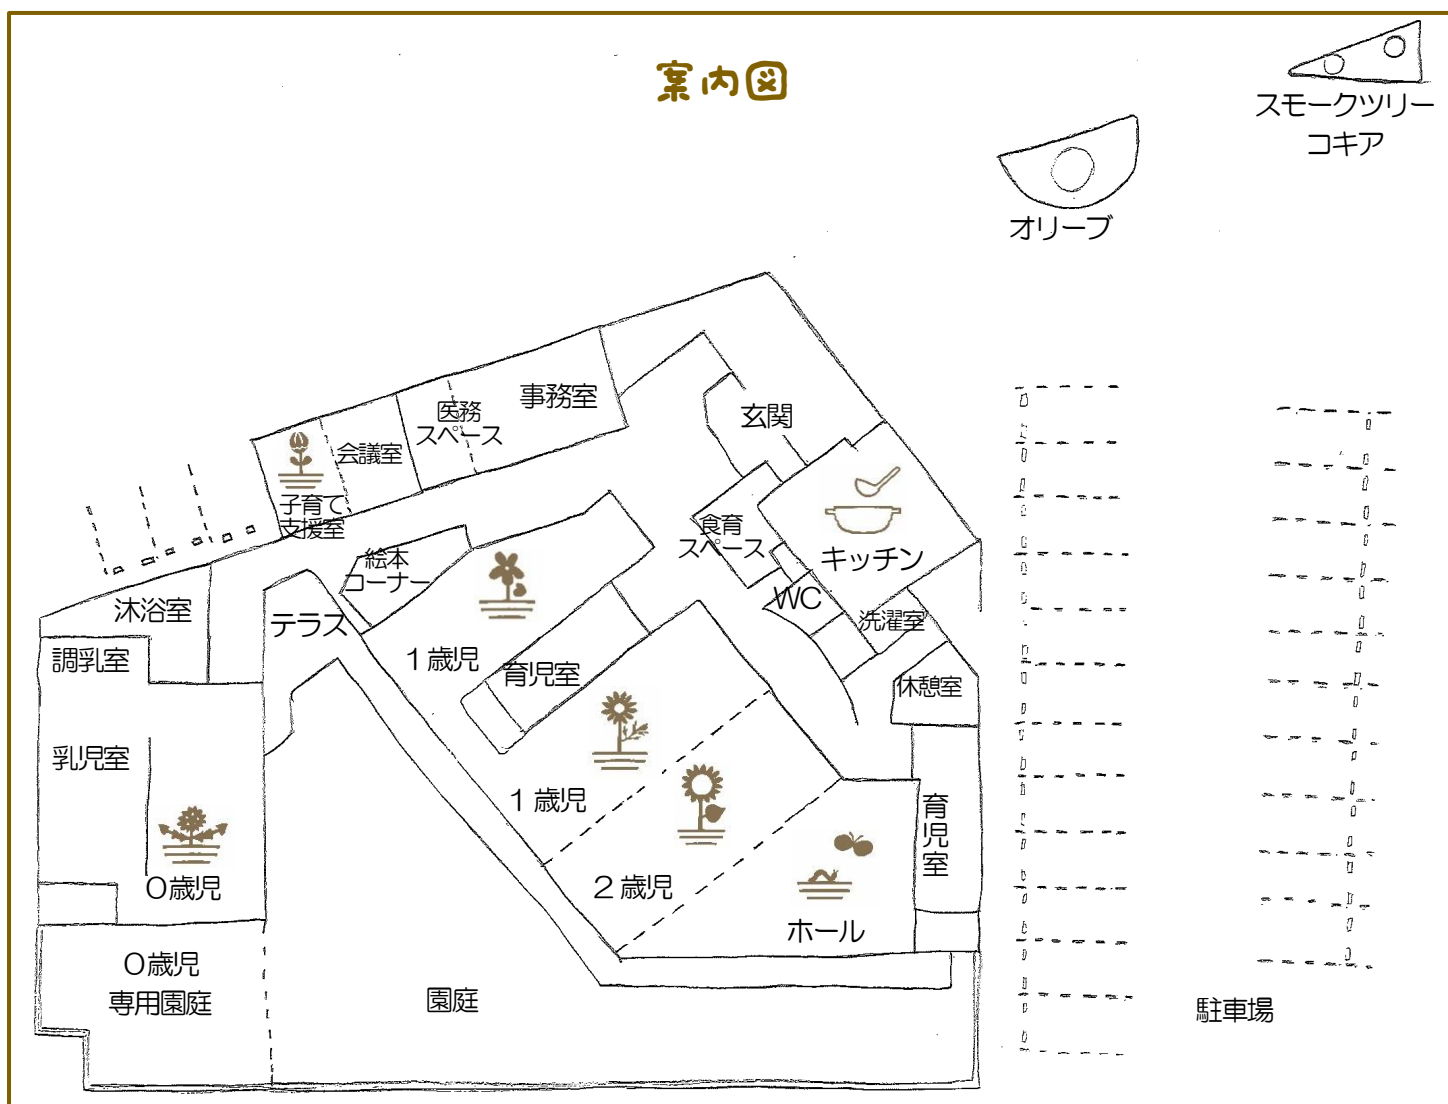 案内図
スモークツリー
コキア
オリーブ
事務室
医務
スペース
会議室
子育て
支援室
玄関
食育
スペース
キッチン
絵本
コーナー
WC
洗濯室
沐浴室
テラス
調乳室
1歳児
育児室
休憩室
乳児室
1歳児
育児室
0歳児
2歳児
ホール
0歳児
専用園庭
園庭
駐車場